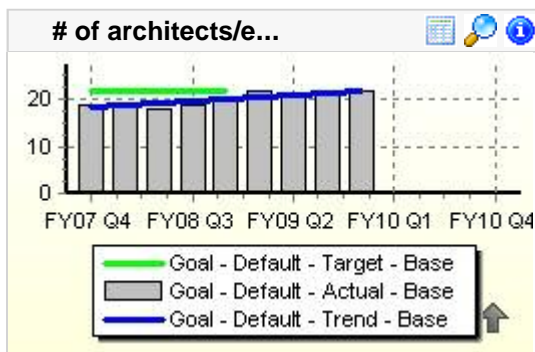 # of architects/e...
20
10
0
FY07 Q4 FY08 Q3 FY09 Q2 FY10 Q1 FY10 Q4
Goal - Default - Target - Base
Goal - Default - Actual - Base
Goal - Default - Trend - Base